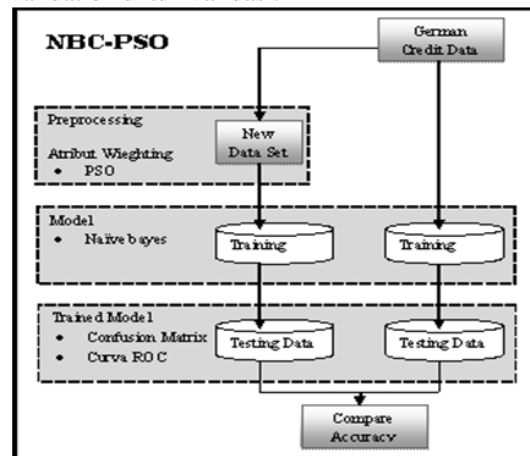 NBC-PSO
German
Credit Data
Preprocessing
Atribut Wieghting
• PSO
New
Data Set
Model
• Naïve bayes
Training
Training
Trained Model
• Confusion Matrix
• Curva ROC
Testing Data
Testing Data
Compare
Accuracy